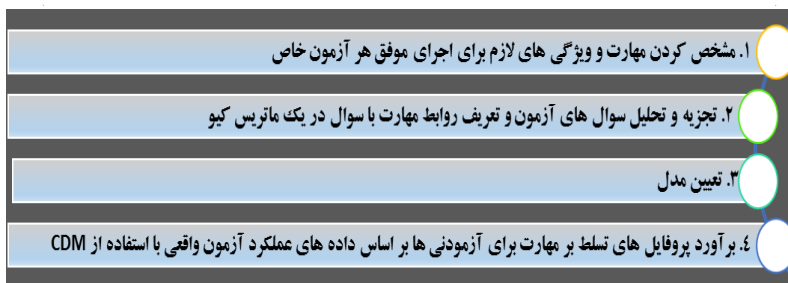 ۱. مشخص کردن مهارت و ویژگی های لازم برای اجرای موفق هر آزمون خاص
۲. تجزیه و تحلیل سوال های آزمون و تعریف روابط مهارت با سوال در یک ماتریس کیو
۳. تعیین مدل
٤. برآورد پروفایل های تسلط بر مهارت برای آزمودنی ها بر اساس داده های عملکرد آزمون واقعی با استفاده از CDM